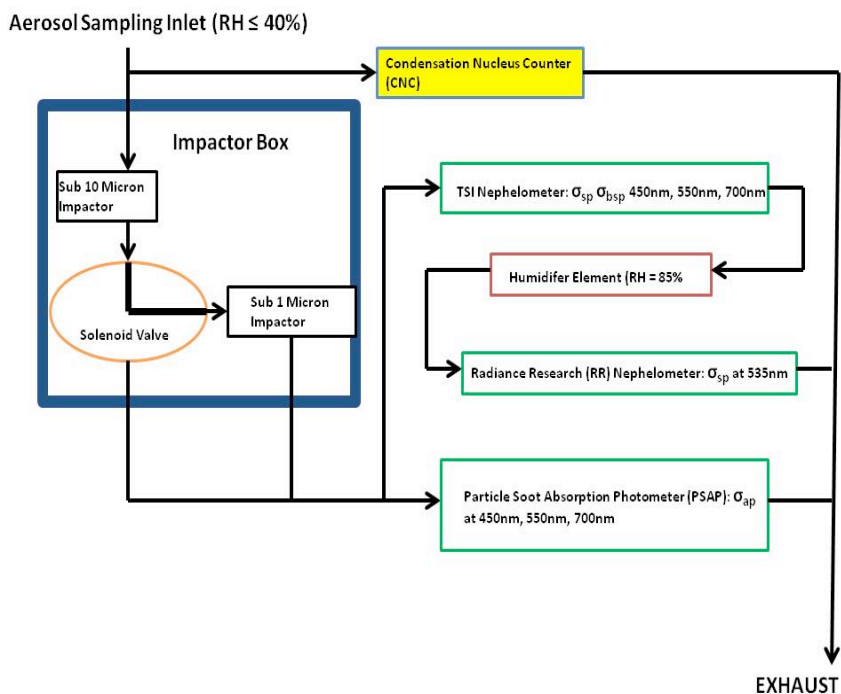 Aerosol Sampling Inlet (RH ≤ 40%)
Condensation Nucleus Counter
(CNC)
Impactor Box
Sub 10 Micron
Impactor
TSI Nephelometer: σsp σbsp 450nm, 550nm, 700nm
Humidifer Element (RH = 85%
Sub 1 Micron
Impactor
Solenoid Valve
Radiance Research (RR) Nephelometer: σsp at 535nm
Particle Soot Absorption Photometer (PSAP): σap
at 450nm, 550nm, 700nm
EXHAUST